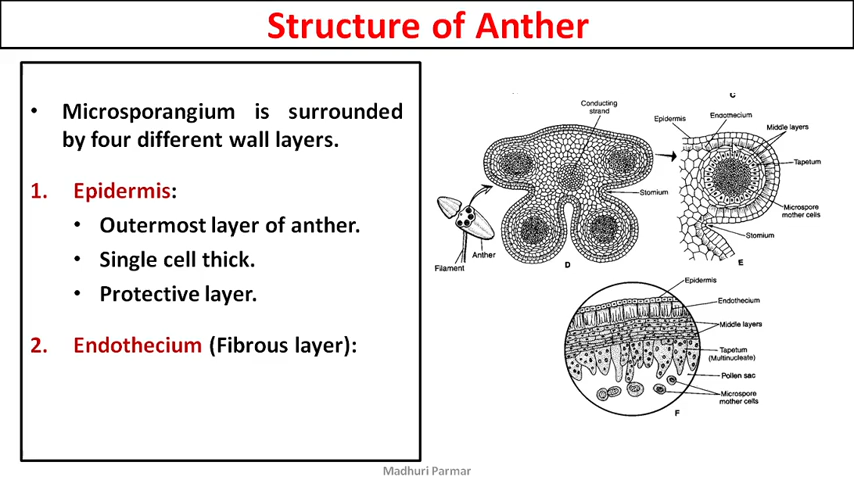 Structure of Anther
• Microsporangium is surrounded
by four different wall layers.
1. Epidermis:
• Outermost layer of anther.
• Single cell thick.
• Protective layer.
2. Endothecium (Fibrous layer):
C
Conducting
strand
Epidermis
Endothecium
Middle layers
Tapetum
Stomium
Microspore
mother cells
Stomium
Anther
Filament
D
E
Epidermis
Endothecium
Middle layers
Tapetum
(Multinucleate)
Pollen sac
Microspore
mother cells
F
Madhuri Parmar